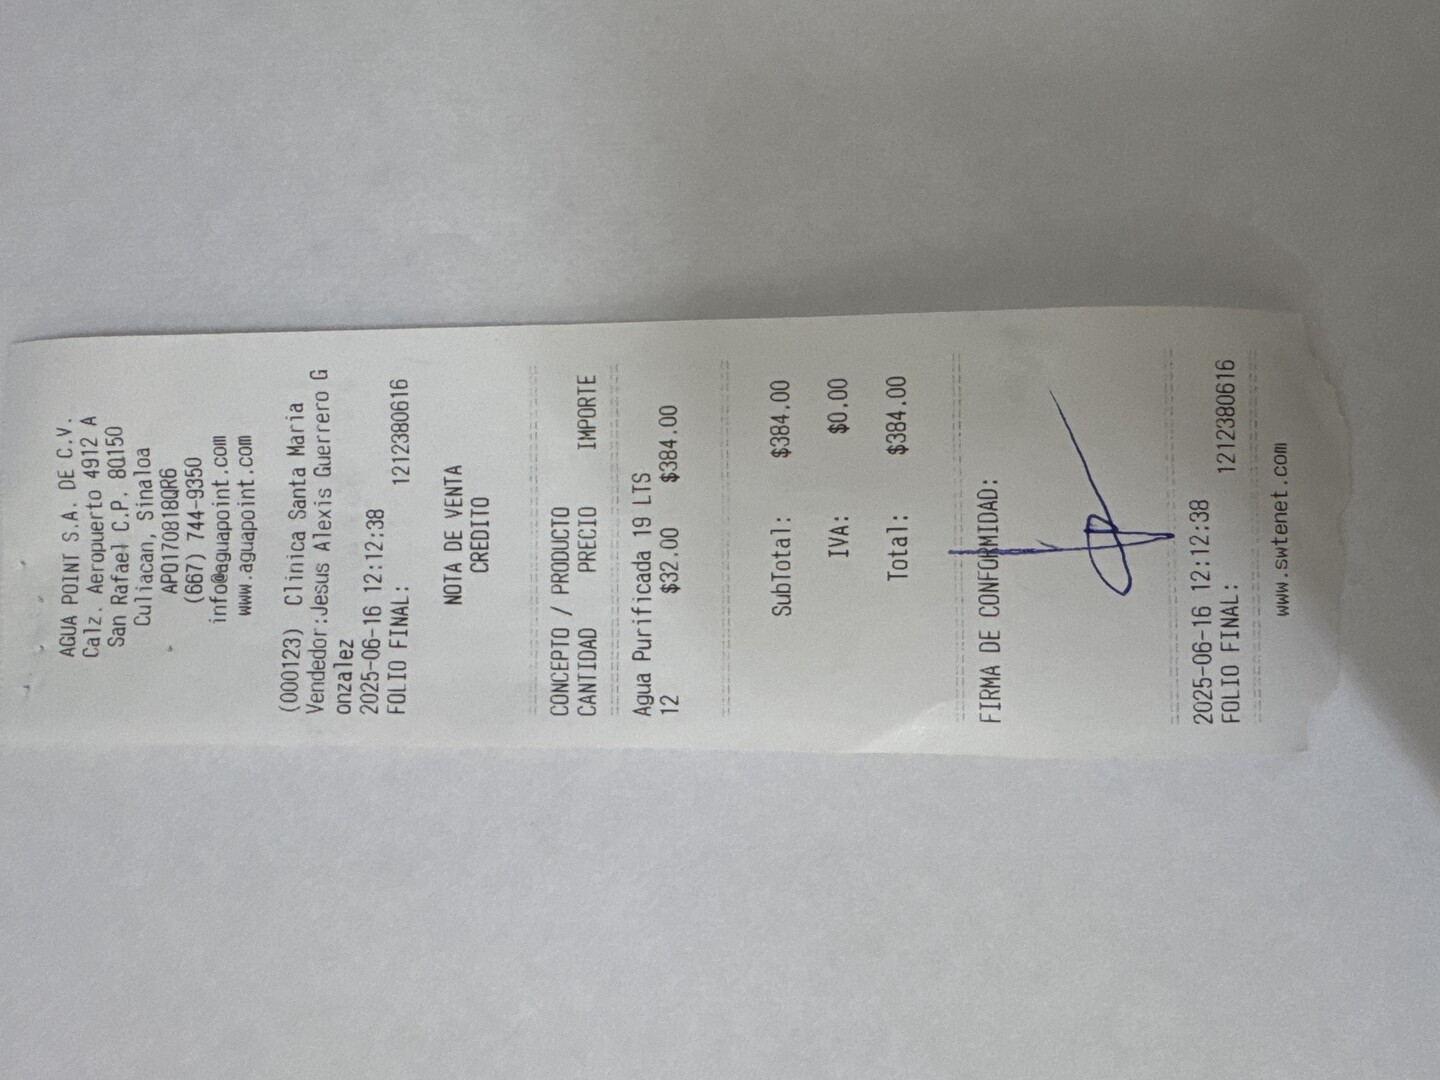 AGUA POINT S.A. DE C.V.
Calz. Aeropuerto 4912 A
San Rafael C.P. 80150
Culiacan, Sinaloa
APO170818QR6
(667) 744-9350
info@aguapoint.com
www.aguapoint.com
(000123) Clinica Santa Maria
Vendedor:Jesus Alexis Guerrero G
onzalez
2025-06-16 12:12:38
FOLIO FINAL: 1212380616
NOTA DE VENTA
CREDITO
CONCEPTO / PRODUCTO
CANTIDAD PRECIO IMPORTE
Agua Purificada 19 LTS
12 $32.00 $384.00
SubTotal: $384.00
IVA: $0.00
Total: $384.00
FIRMA DE CONFORMIDAD:
2025-06-16 12:12:38
FOLIO FINAL: 1212380616
www.swtenet.com